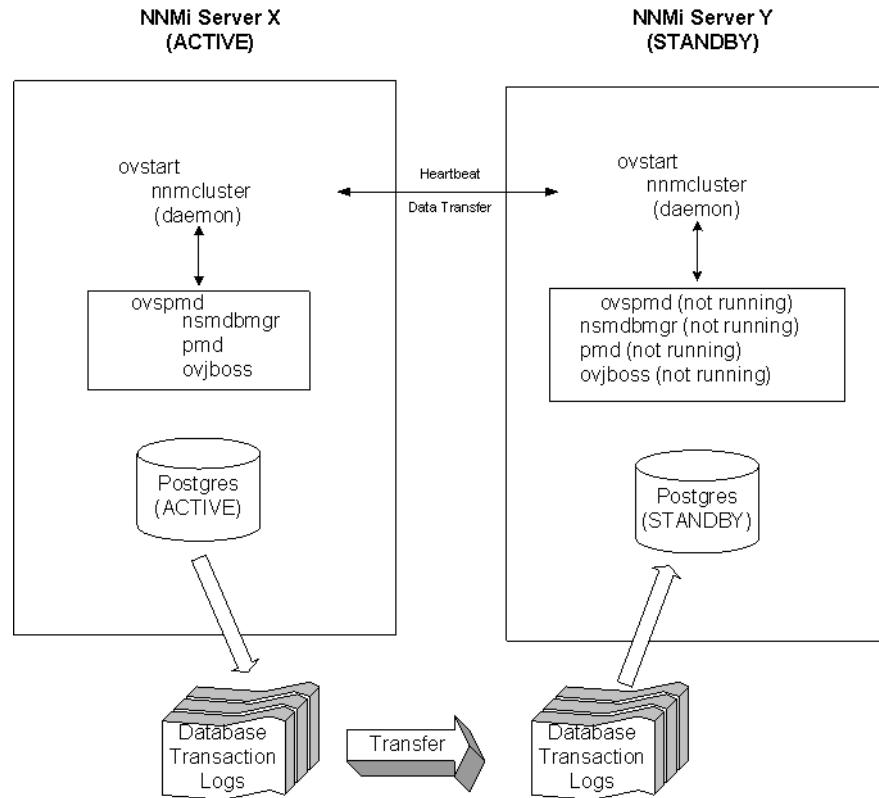 NNMi Server X
(ACTIVE)
NNMi Server Y
(STANDBY)
ovstart
nnmcluster
(daemon)
Heartbeat
Data Transfer
ovstart
nnmcluster
(daemon)
ovspmd
nsmdbmgr
pmd
ovjboss
ovspmd (not running)
nsmdbmgr (not running)
pmd (not running)
ovjboss (not running)
Postgres
(ACTIVE)
Postgres
(STANDBY)
Database
Transaction
Logs
Transfer
Database
Transaction
Logs